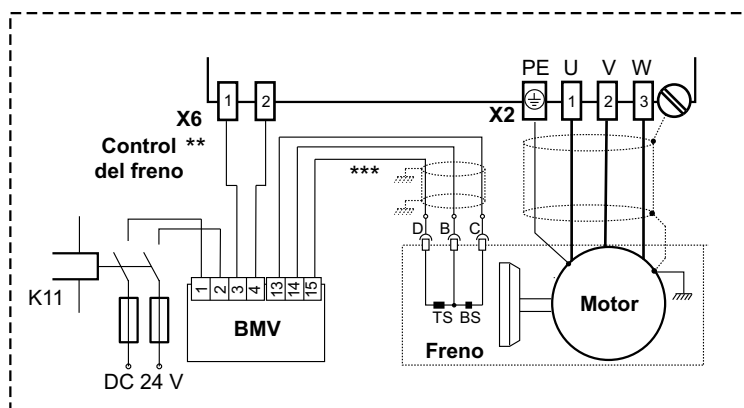 PE U V W
1 2 X6 X2 1 2 3
Control **
del freno
***
D B C
K11
1 2 3 4 13 14 15
TS BS
BMV
Motor
Freno
DC 24 V